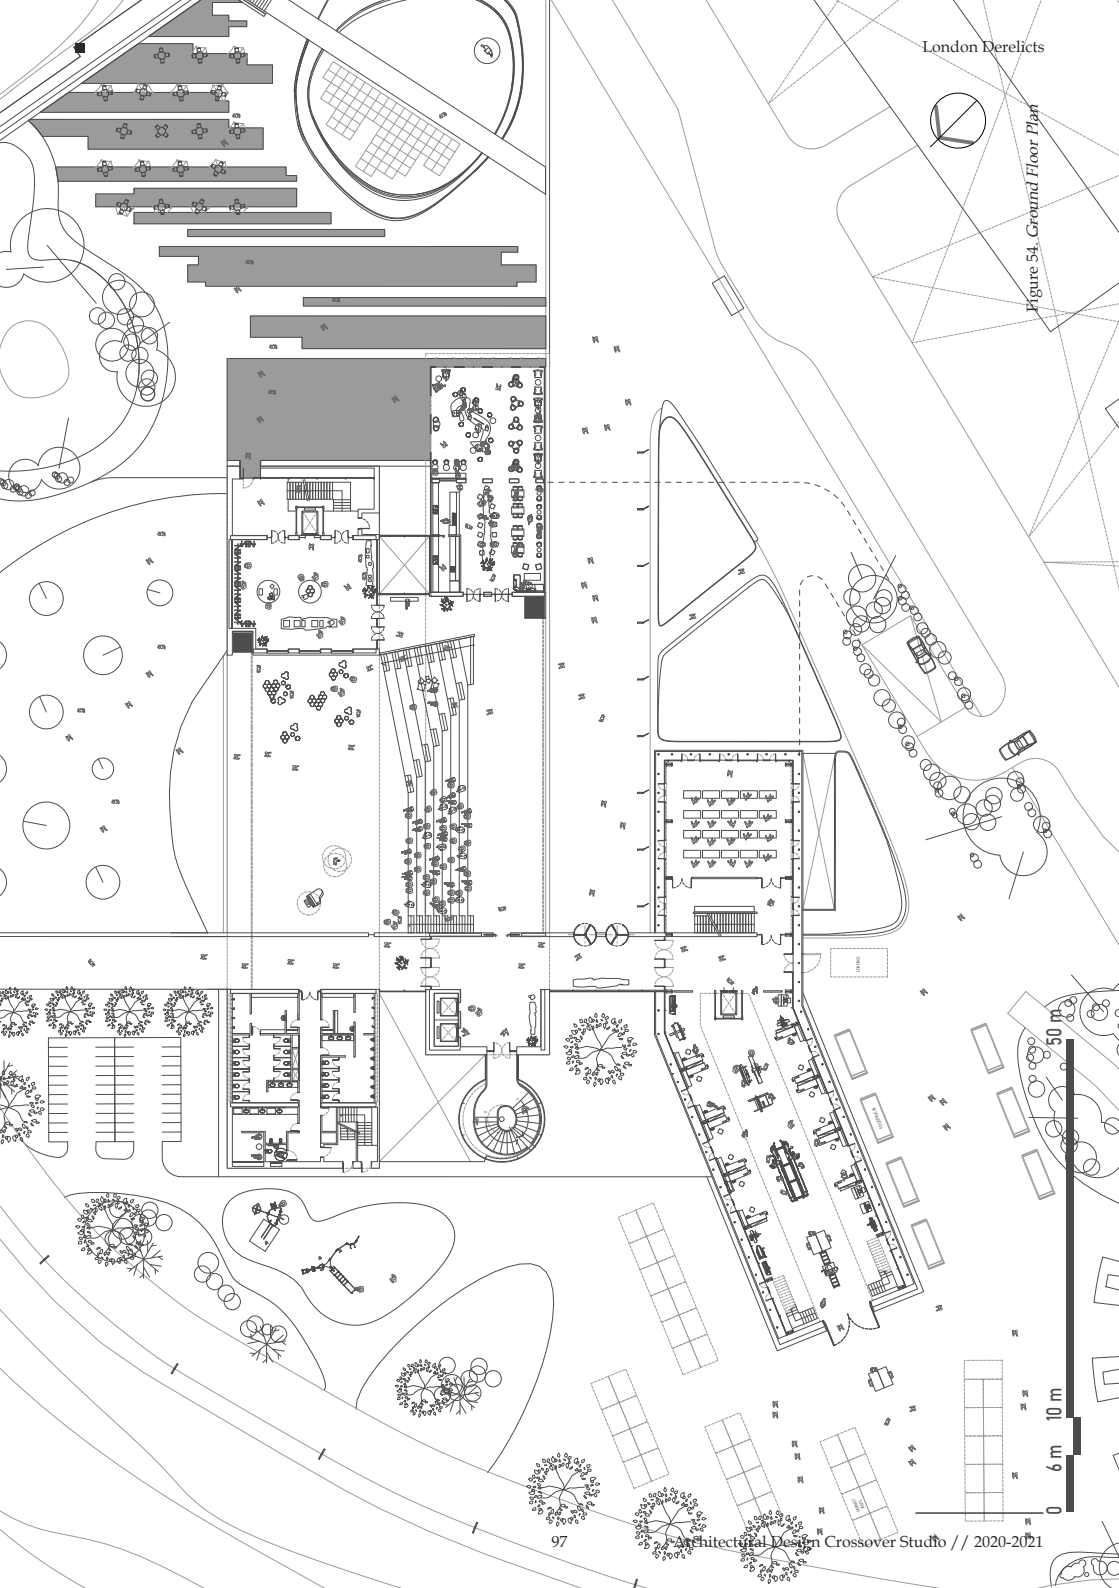 London Derelicts
Figure 54. Ground Floor Plan
50 m
10 m
6 m
0
97
Architectural Design Crossover Studio // 2020-2021